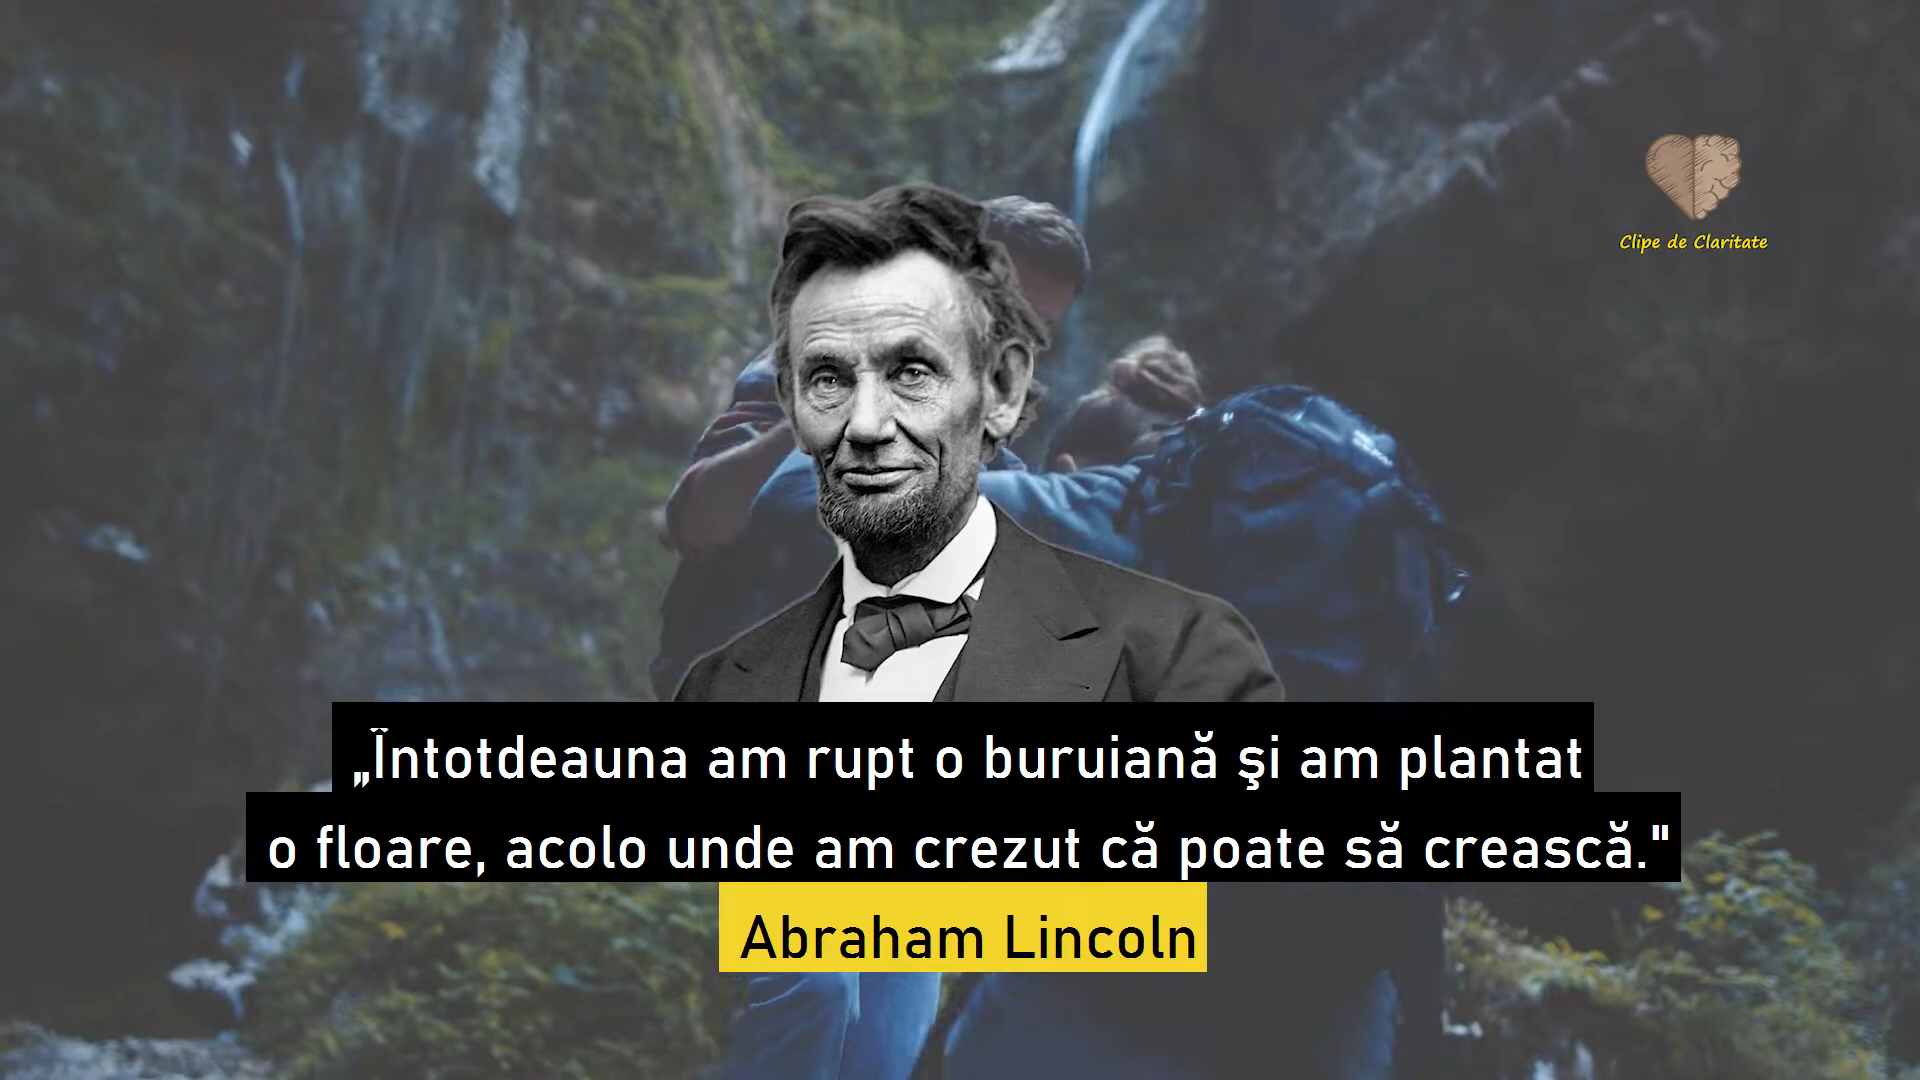 Clipe de Claritate
„Întotdeauna am rupt o buruiană şi am plantat
o floare, acolo unde am crezut că poate să crească."
Abraham Lincoln